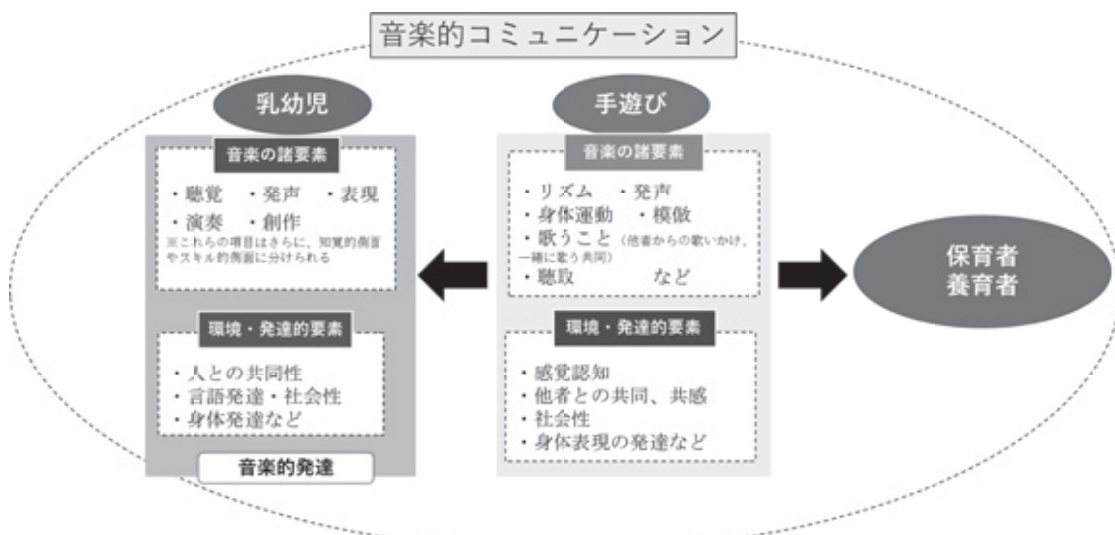 音楽的コミュニケーション
乳幼児
音楽の諸要素
・聴覚 ・発声 ・表現
・演奏 ・創作
※これらの項目はさらに、知覚的側面
やスキル的側面に分けられる
環境・発達的要素
・人との共同性
・言語発達・社会性
・身体発達など
音楽的発達
手遊び
音楽の諸要素
・リズム ・発声
・身体運動 ・模倣
・歌うこと（他者からの歌いかけ、
一緒に歌う共同）
・聴取 など
環境・発達的要素
・感覚認知
・他者との共同、共感
・社会性
・身体表現の発達など
保育者
養育者